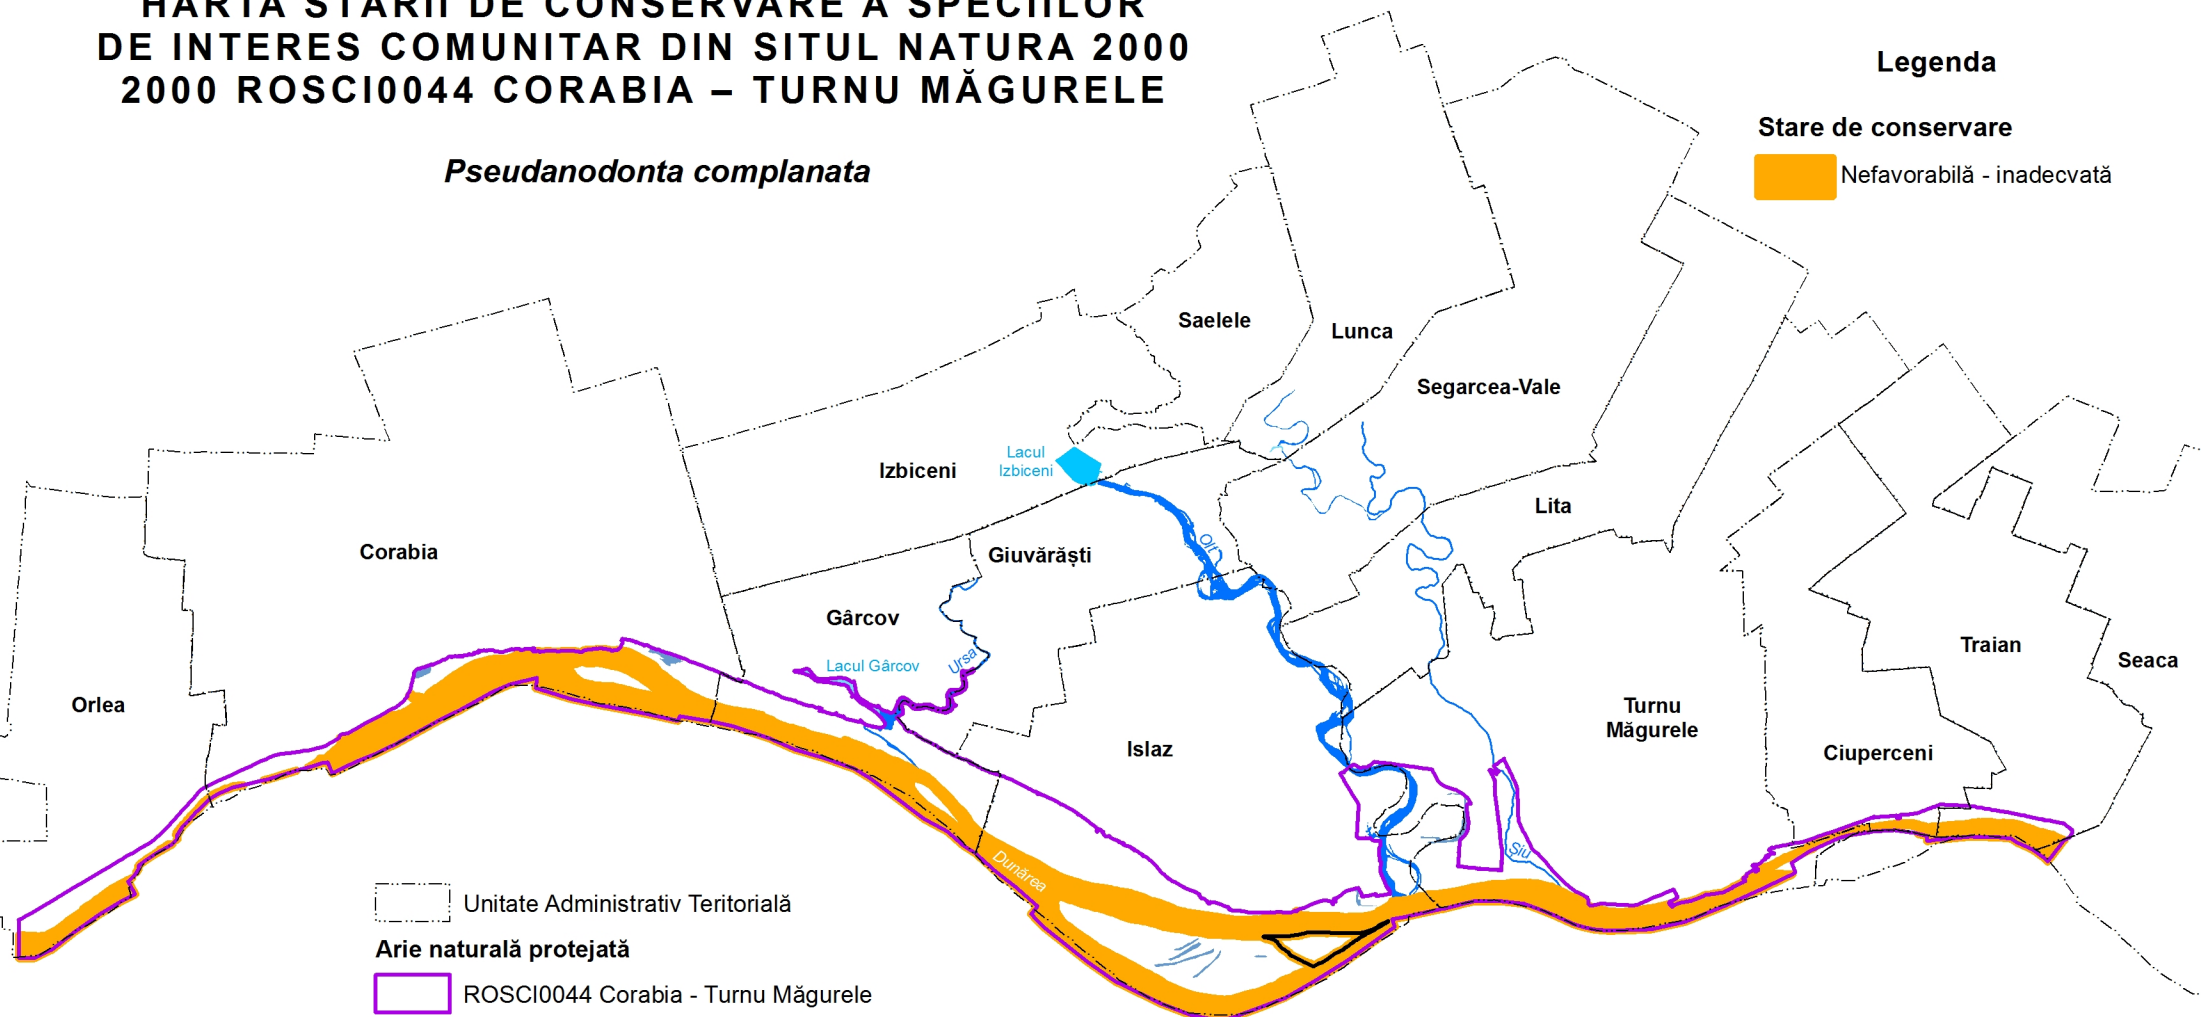 HARTA STĂRII DE CONSERVARE A SPECIILOR
DE INTERES COMUNITAR DIN SITUL NATURA 2000
2000 ROSCI0044 CORABIA – TURNU MĂGURELE
Pseudanodonta complanata
Legenda
Stare de conservare
Nefavorabilă - inadecvată
Saelele
Lunca
Segarcea-Vale
Izbiceni
Lacul
Izbiceni
Lita
Corabia
Giuvărăști
Olt
Gârcov
Lacul Gârcov
Ursa
Traian
Seaca
Orlea
Turnu
Măgurele
Islaz
Ciuperceni
Siu
Dunărea
Unitate Administrativ Teritorială
Arie naturală protejată
ROSCI0044 Corabia - Turnu Măgurele